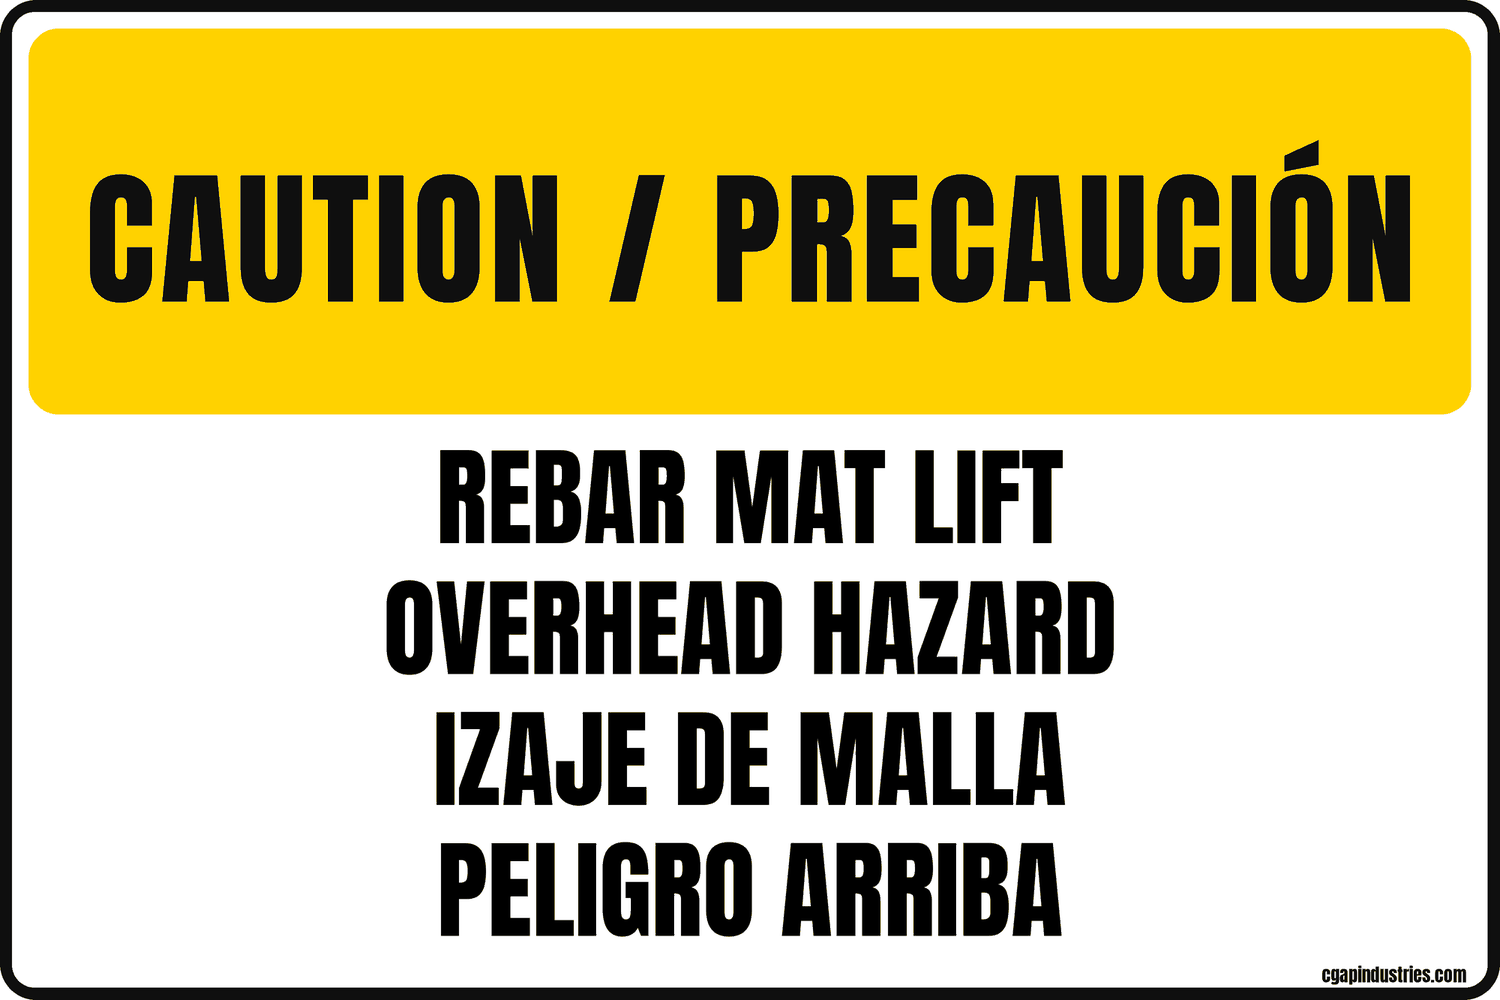 CAUTION / PRECAUCIÓN
REBAR MAT LIFT
OVERHEAD HAZARD
IZAJE DE MALLA
PELIGRO ARRIBA
cgapindustries.com